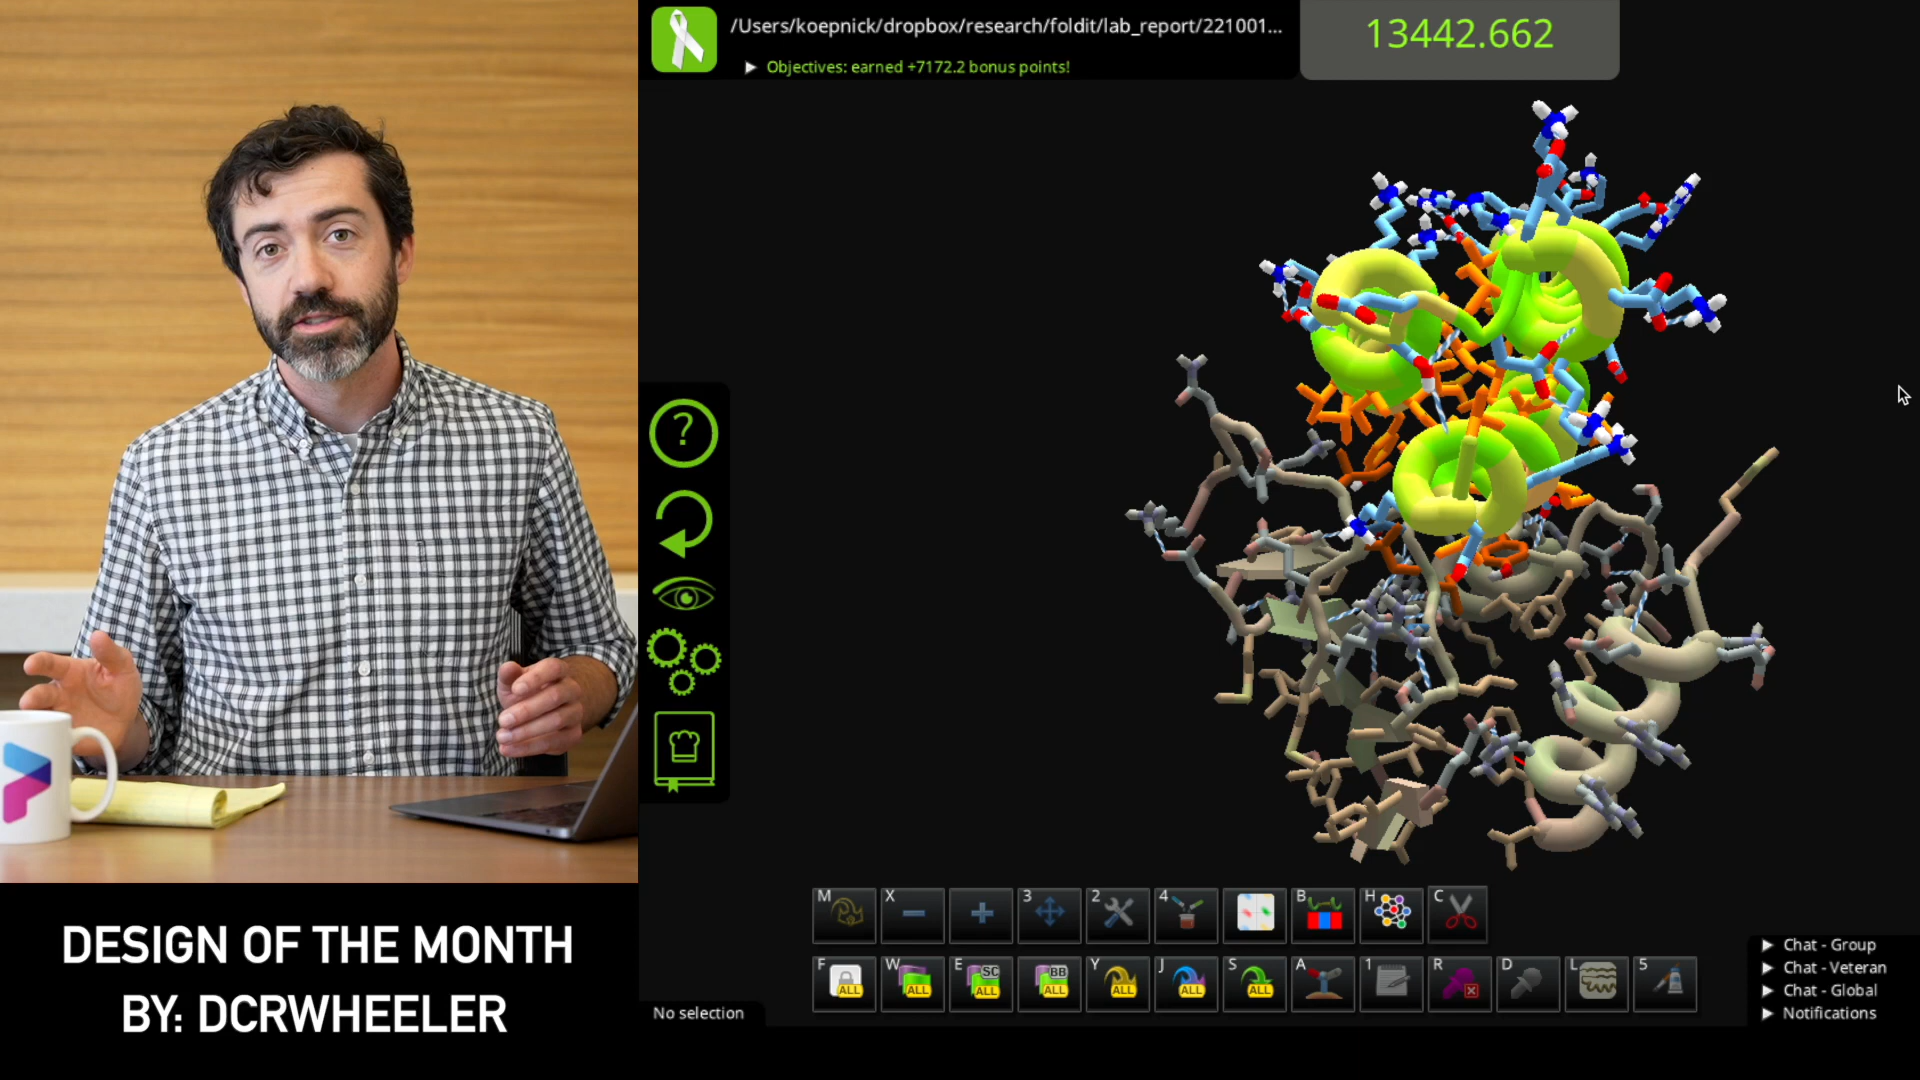 /Users/koepnick/dropbox/research/foldit/lab_report/221001...
Objectives: earned +7172.2 bonus points!
13442.662
?
M
X
3
2
4
B
H
C
F
ALL
W
ALL
E
SC
ALL
BB
ALL
Y
ALL
J
ALL
S
ALL
A
1
R
D
L
5
No selection
Chat - Group
Chat - Veteran
Chat - Global
Notifications
DESIGN OF THE MONTH
BY: DCRWHEELER